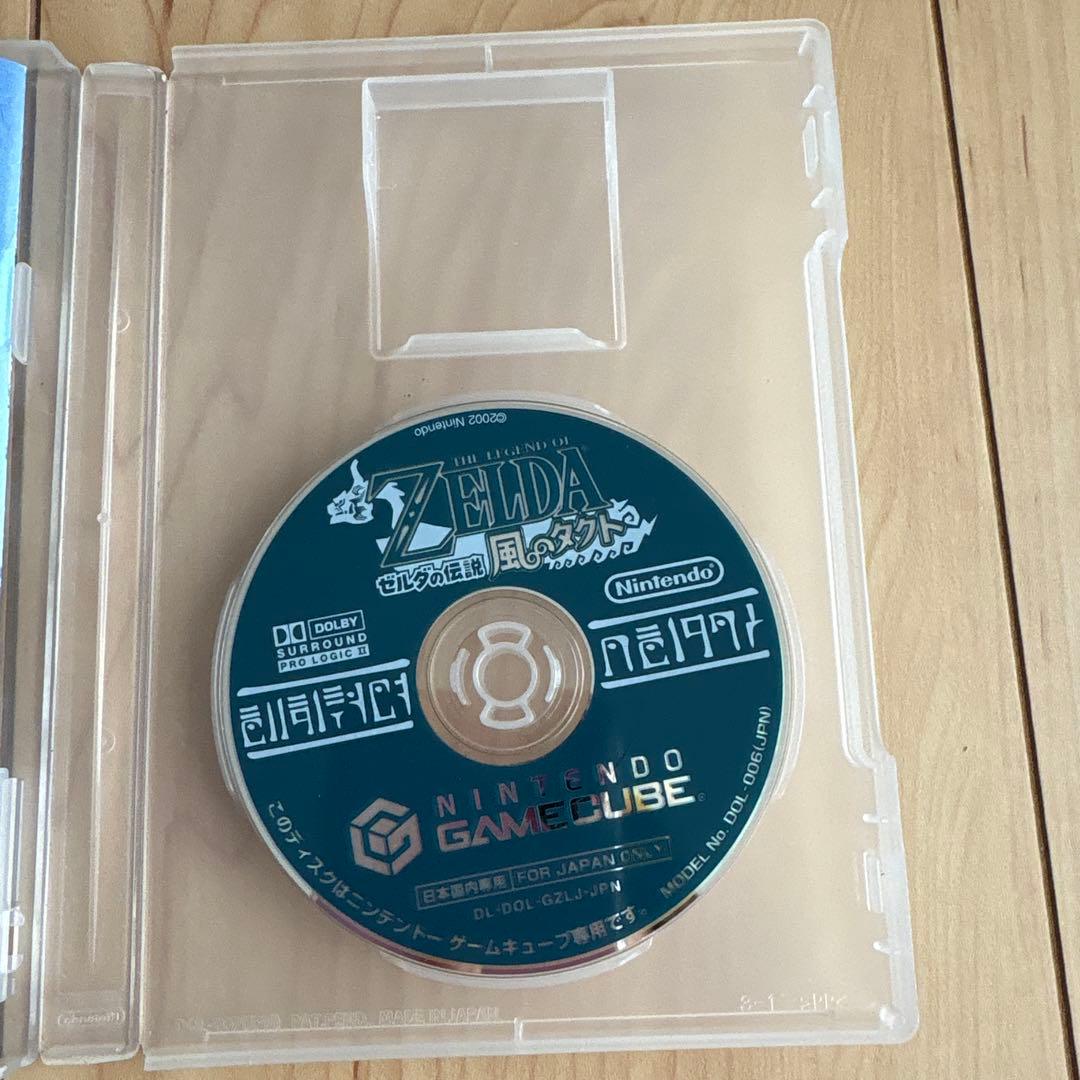 ©2002 Nintendo
THE LEGEND OF
ZELDA
ゼルダの伝説 風のタクト
Nintendo
DOLBY
SURROUND
PRO LOGIC II
NINTENDO
GAMECUBE
日本国内専用 FOR JAPAN ONLY
DL-DOL-GZLJ-JPN
このディスクはニンテンドー ゲームキューブ専用です。
MODEL No. DOL-006(JPN)
PAT.PEND. MADE IN JAPAN